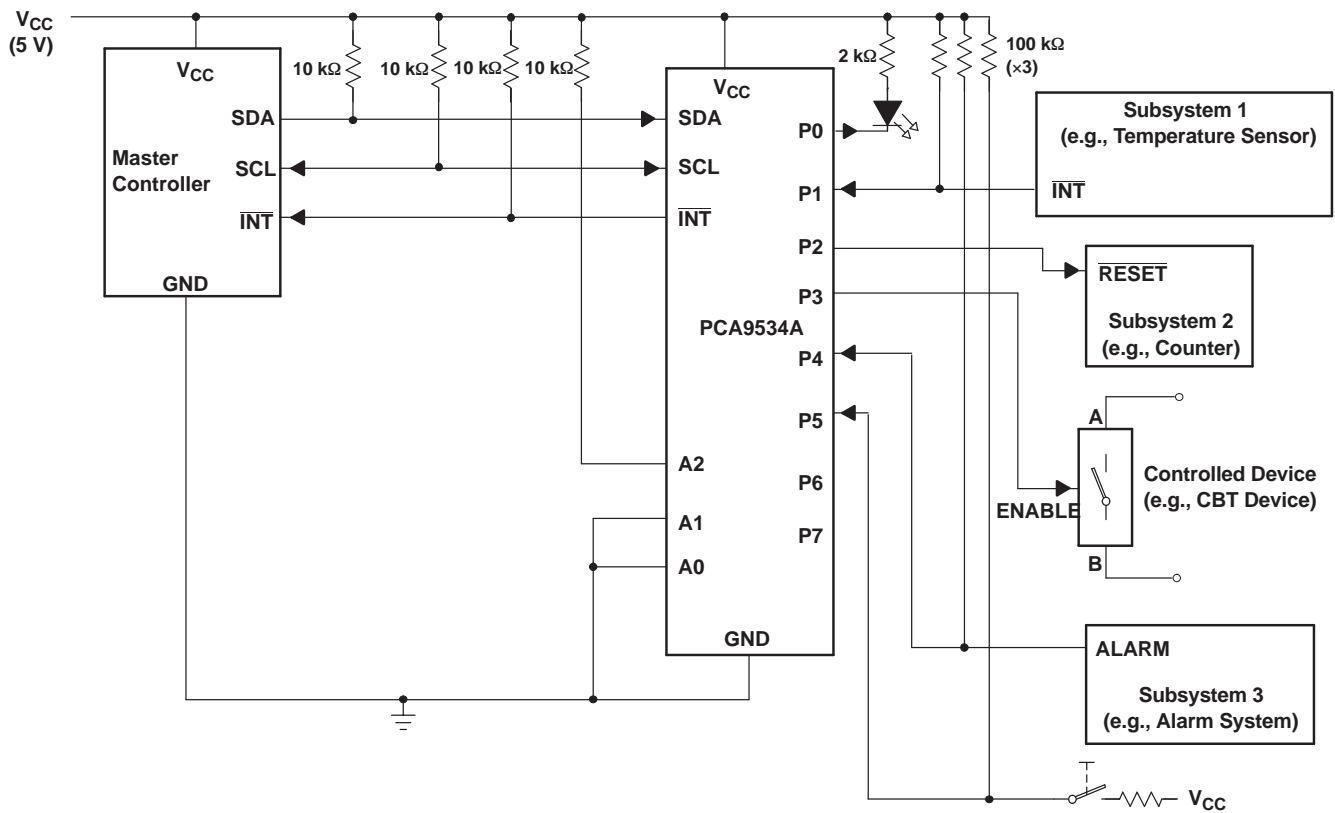 VCC
(5 V)
10 kΩ
10 kΩ
10 kΩ
10 kΩ
2 kΩ
100 kΩ
(×3)
VCC
SDA
Master
Controller
SCL
INT
GND
VCC
SDA
SCL
INT
PCA9534A
A2
A1
A0
GND
P0
P1
P2
P3
P4
P5
P6
P7
Subsystem 1
(e.g., Temperature Sensor)
INT
RESET
Subsystem 2
(e.g., Counter)
A
Controlled Device
(e.g., CBT Device)
ENABLE
B
ALARM
Subsystem 3
(e.g., Alarm System)
VCC